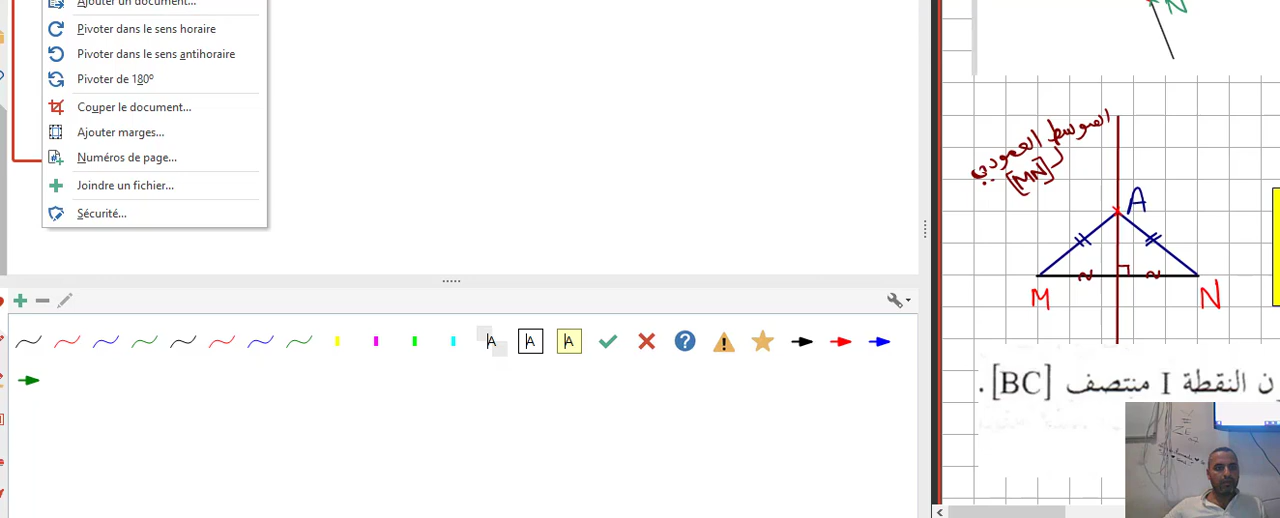 Ajouter un document...
Pivoter dans le sens horaire
Pivoter dans le sens antihoraire
Pivoter de 180º
Couper le document...
Ajouter marges...
Numéros de page...
Joindre un fichier...
Sécurité...
A
A
A
N
الموسط العمودي
[MN]
A
M
N
ن النقطة I منتصف [BC] .